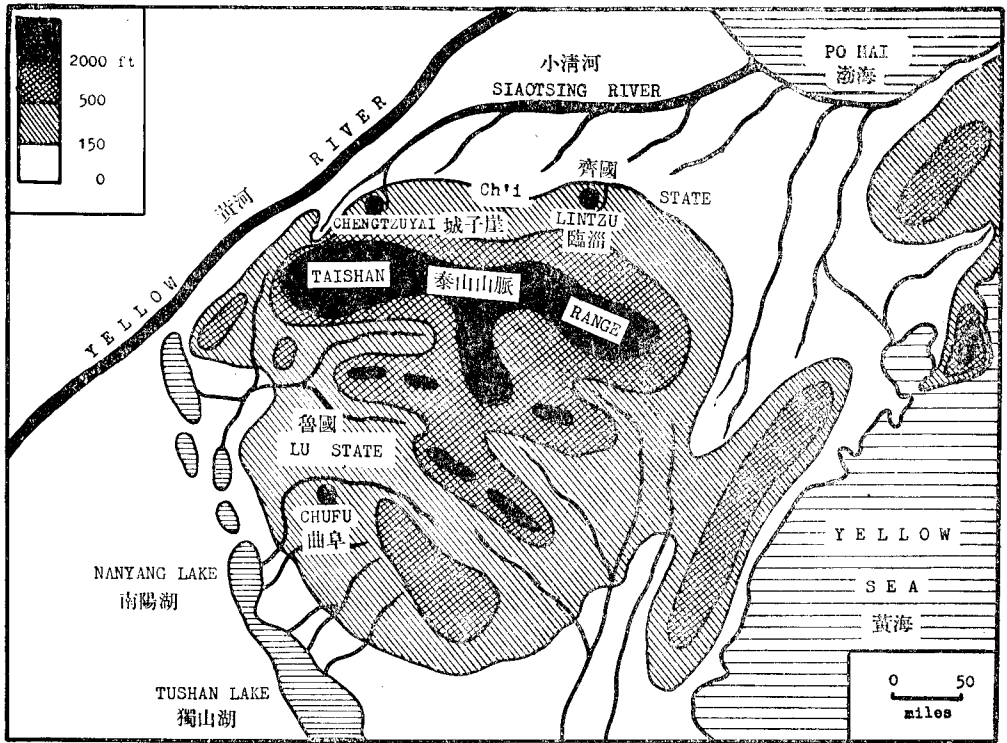 2000 ft
500
150
0
小淸河
SIAOTSING RIVER
PO HAI
渤海
YELLOW RIVER
黃河
齊國
Ch'i STATE
CHENGTZUYAI 城子崖
LINTZU
臨淄
TAISHAN
泰山山脈
RANGE
魯國
LU STATE
CHUFU
曲阜
NANYANG LAKE
南陽湖
TUSHAN LAKE
獨山湖
YELLOW
SEA
黃海
0 50
miles